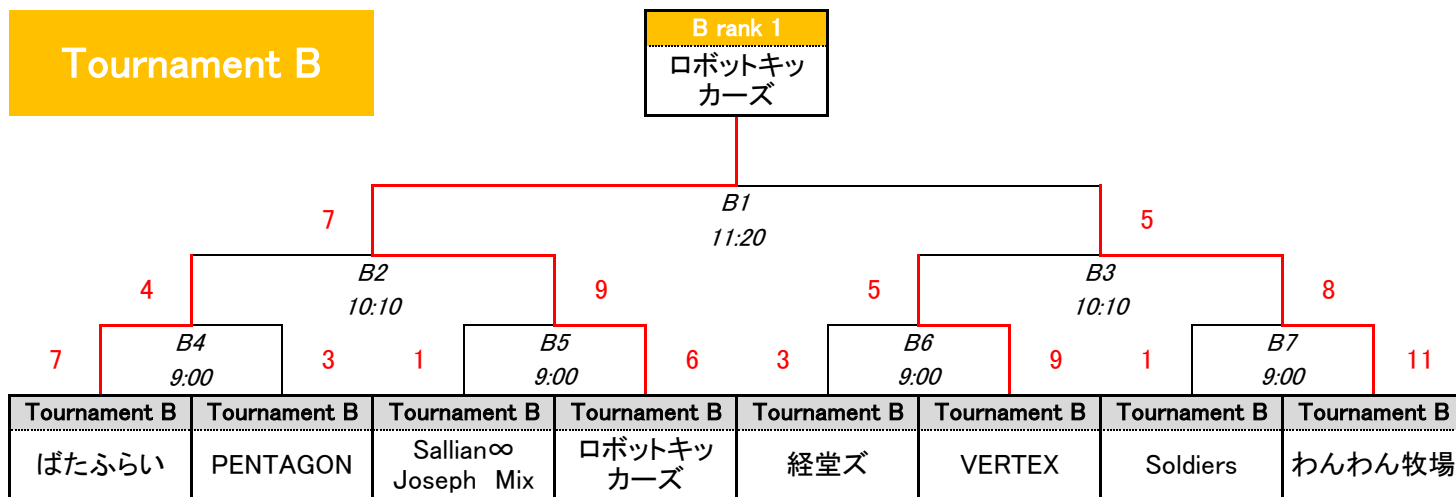 Tournament B
B rank 1
ロボットキッ
カーズ
7
B1
11:20
5
4
B2
10:10
9
5
B3
10:10
8
7
B4
9:00
3
1
B5
9:00
6
3
B6
9:00
9
1
B7
9:00
11
Tournament B
Tournament B
Tournament B
Tournament B
Tournament B
Tournament B
Tournament B
Tournament B
ばたふらい
PENTAGON
Sallian∞
Joseph Mix
ロボットキッ
カーズ
経堂ズ
VERTEX
Soldiers
わんわん牧場